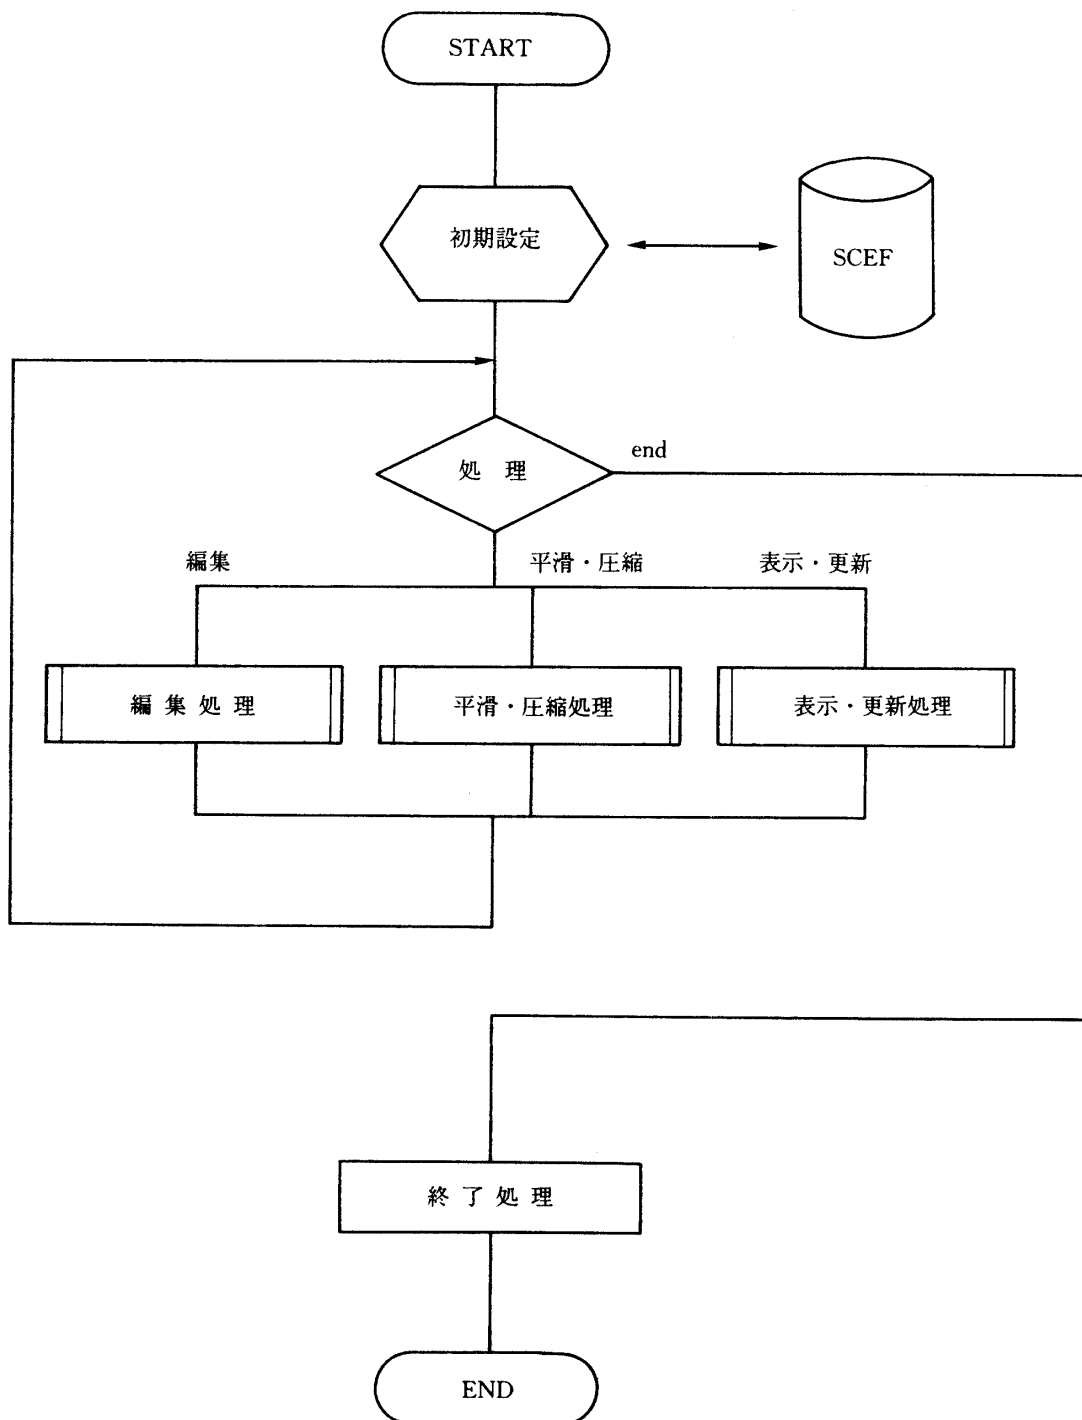 START
初期設定
SCEF
処 理
end
編集
平滑・圧縮
表示・更新
編 集 処 理
平滑・圧縮処理
表示・更新処理
終 了 処 理
END